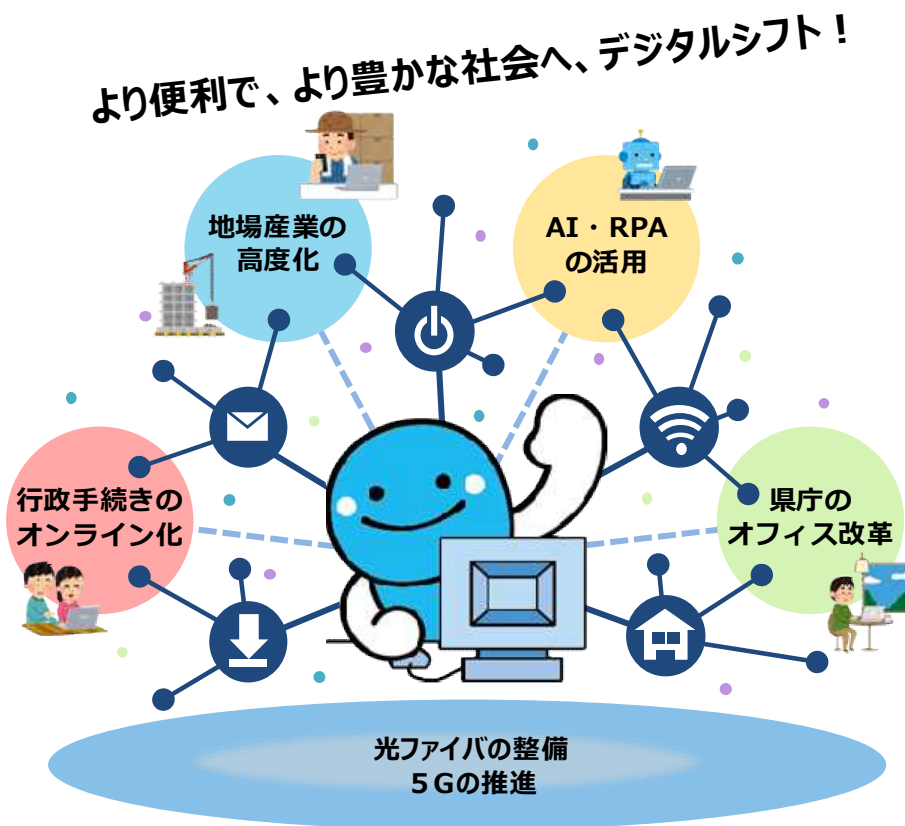 より便利で、より豊かな社会へ、デジタルシフト！
地場産業の
高度化
AI・RPA
の活用
行政手続きの
オンライン化
県庁の
オフィス改革
光ファイバの整備
５Gの推進